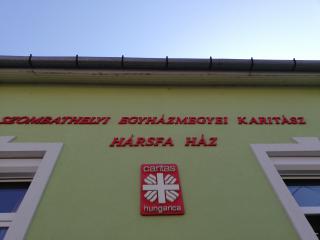 SZOMBATHELYI EGYHÁZMEGYEI KARITÁSZ
HÁRSFA HÁZ
caritas
hungarica